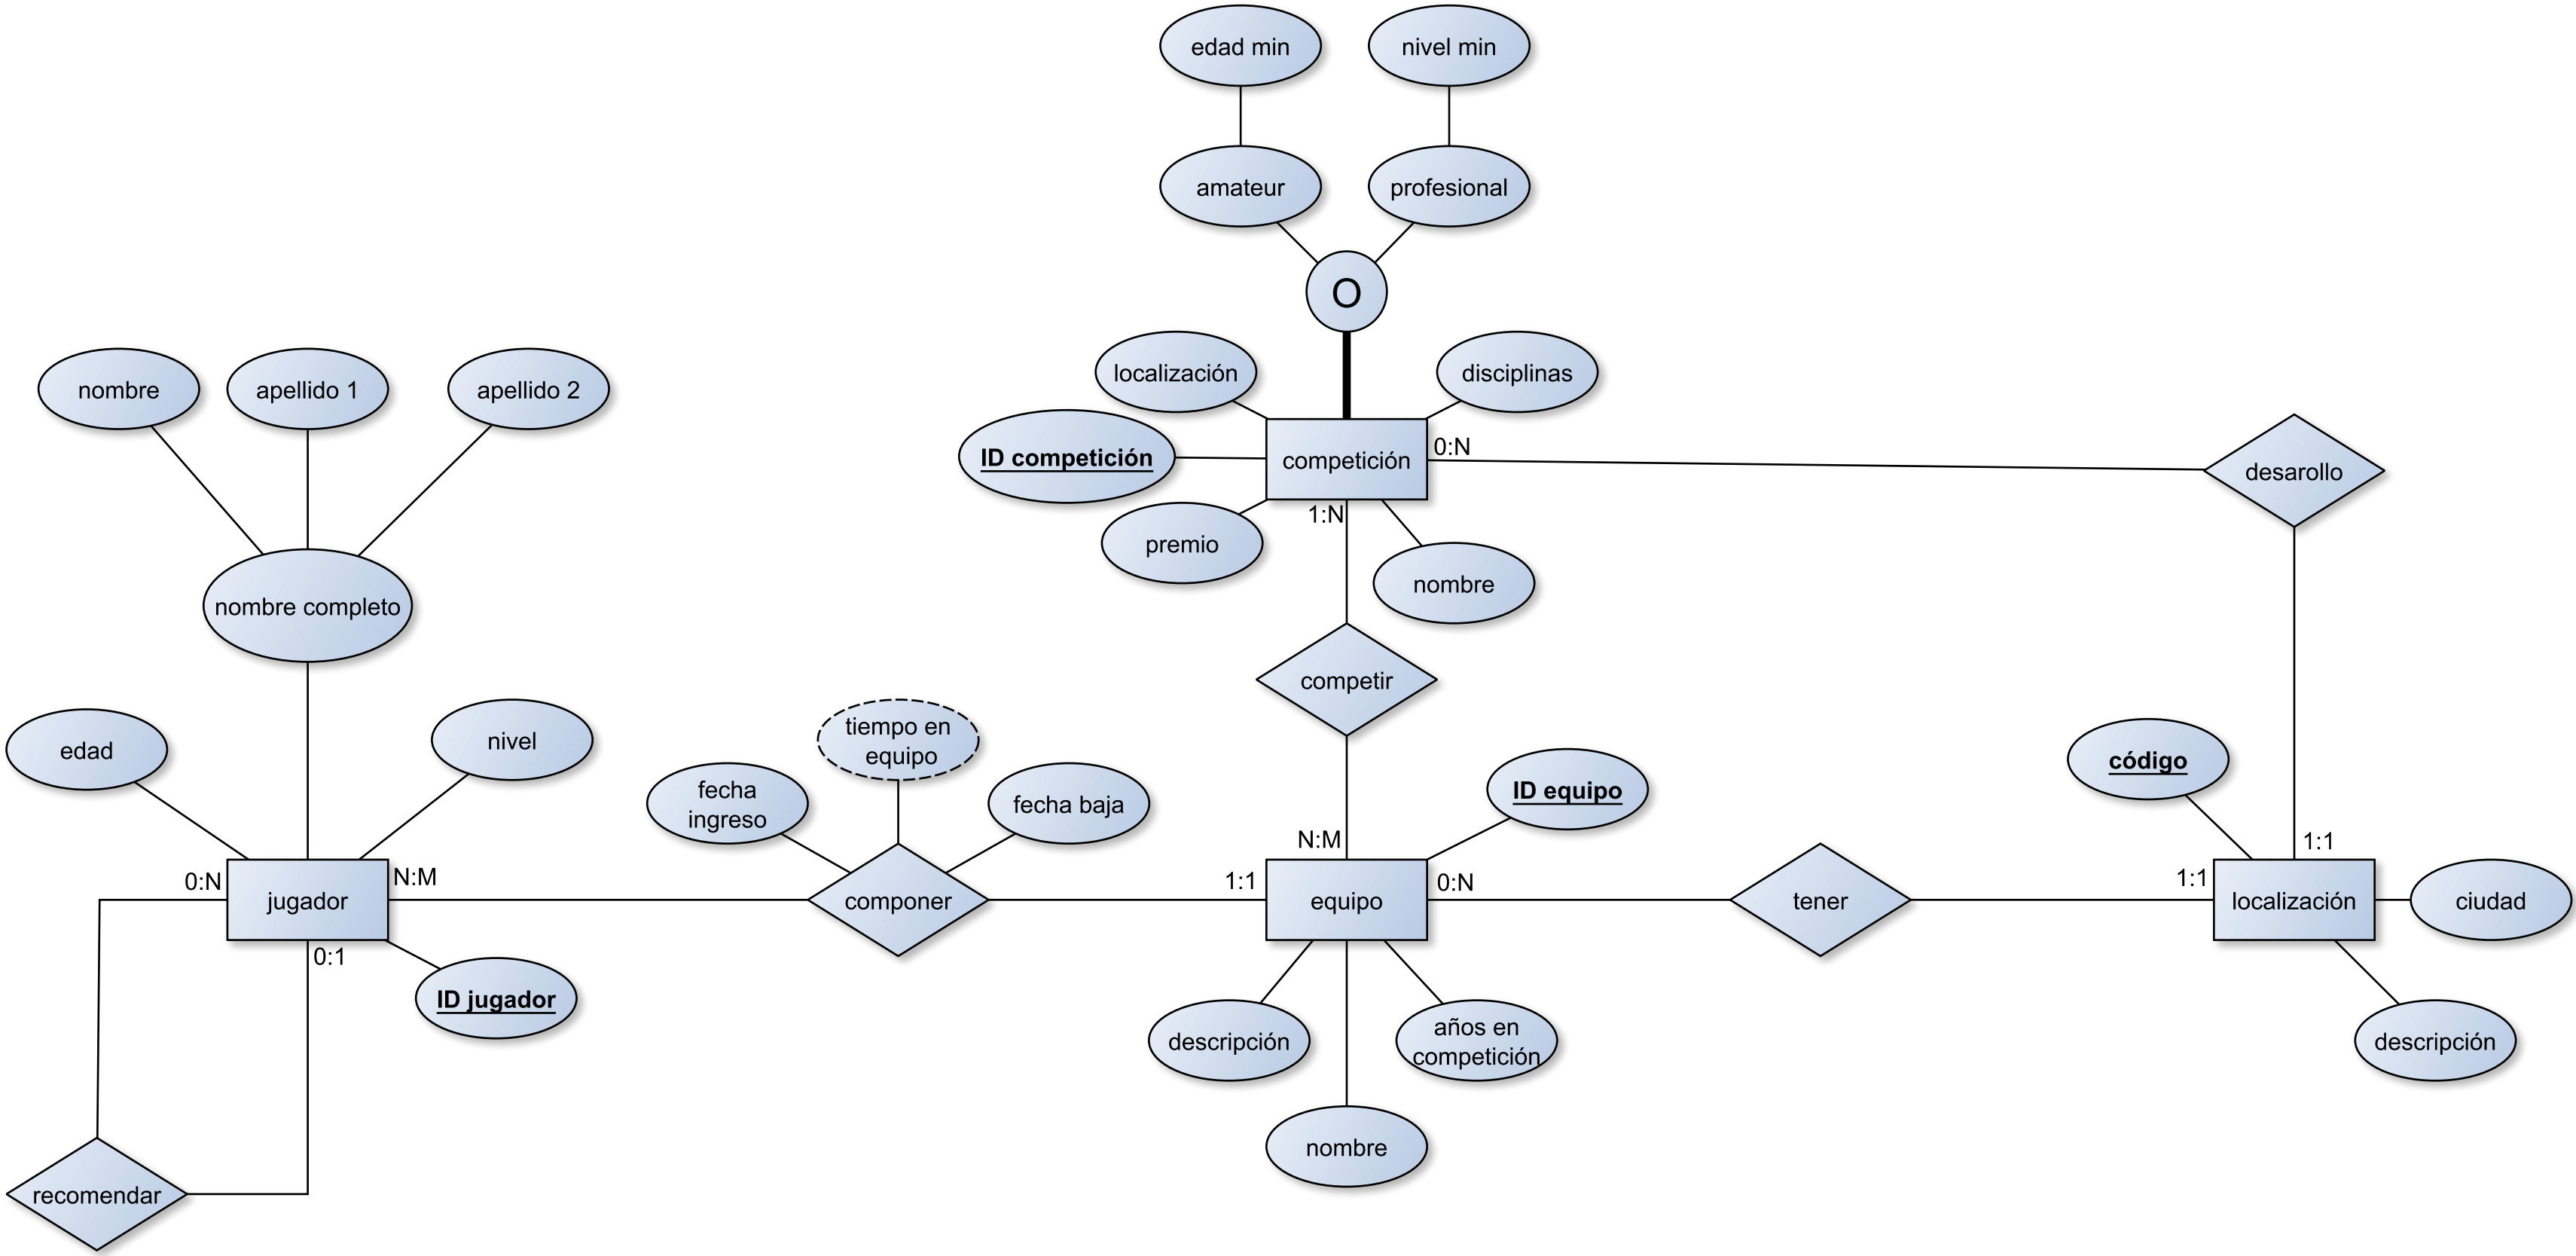 edad min
nivel min
amateur
profesional
O
localización
disciplinas
nombre
apellido 1
apellido 2
0:N
ID competición
competición
desarollo
1:N
premio
nombre
nombre completo
competir
edad
nivel
tiempo en
equipo
fecha
ingreso
fecha baja
ID equipo
código
N:M
1:1
0:N
N:M
1:1
0:N
1:1
jugador
componer
equipo
tener
localización
ciudad
0:1
ID jugador
descripción
años en
competición
descripción
nombre
recomendar